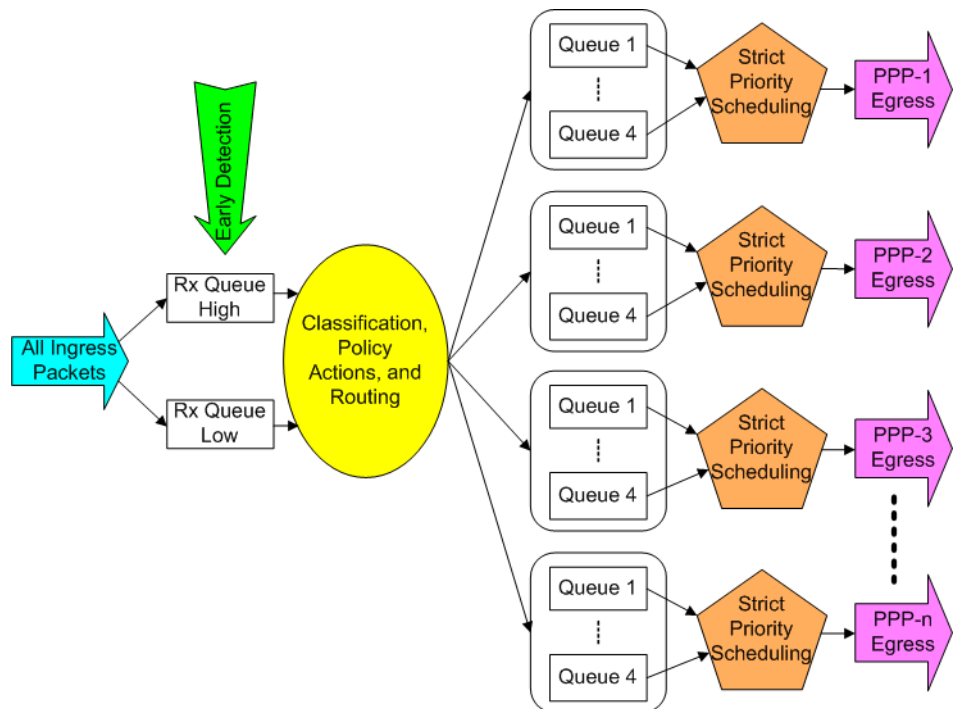 Early Detection
All Ingress
Packets
Rx Queue
High
Rx Queue
Low
Classification,
Policy
Actions, and
Routing
Queue 1
Queue 4
Strict
Priority
Scheduling
PPP-1
Egress
Queue 1
Queue 4
Strict
Priority
Scheduling
PPP-2
Egress
Queue 1
Queue 4
Strict
Priority
Scheduling
PPP-3
Egress
Queue 1
Queue 4
Strict
Priority
Scheduling
PPP-n
Egress